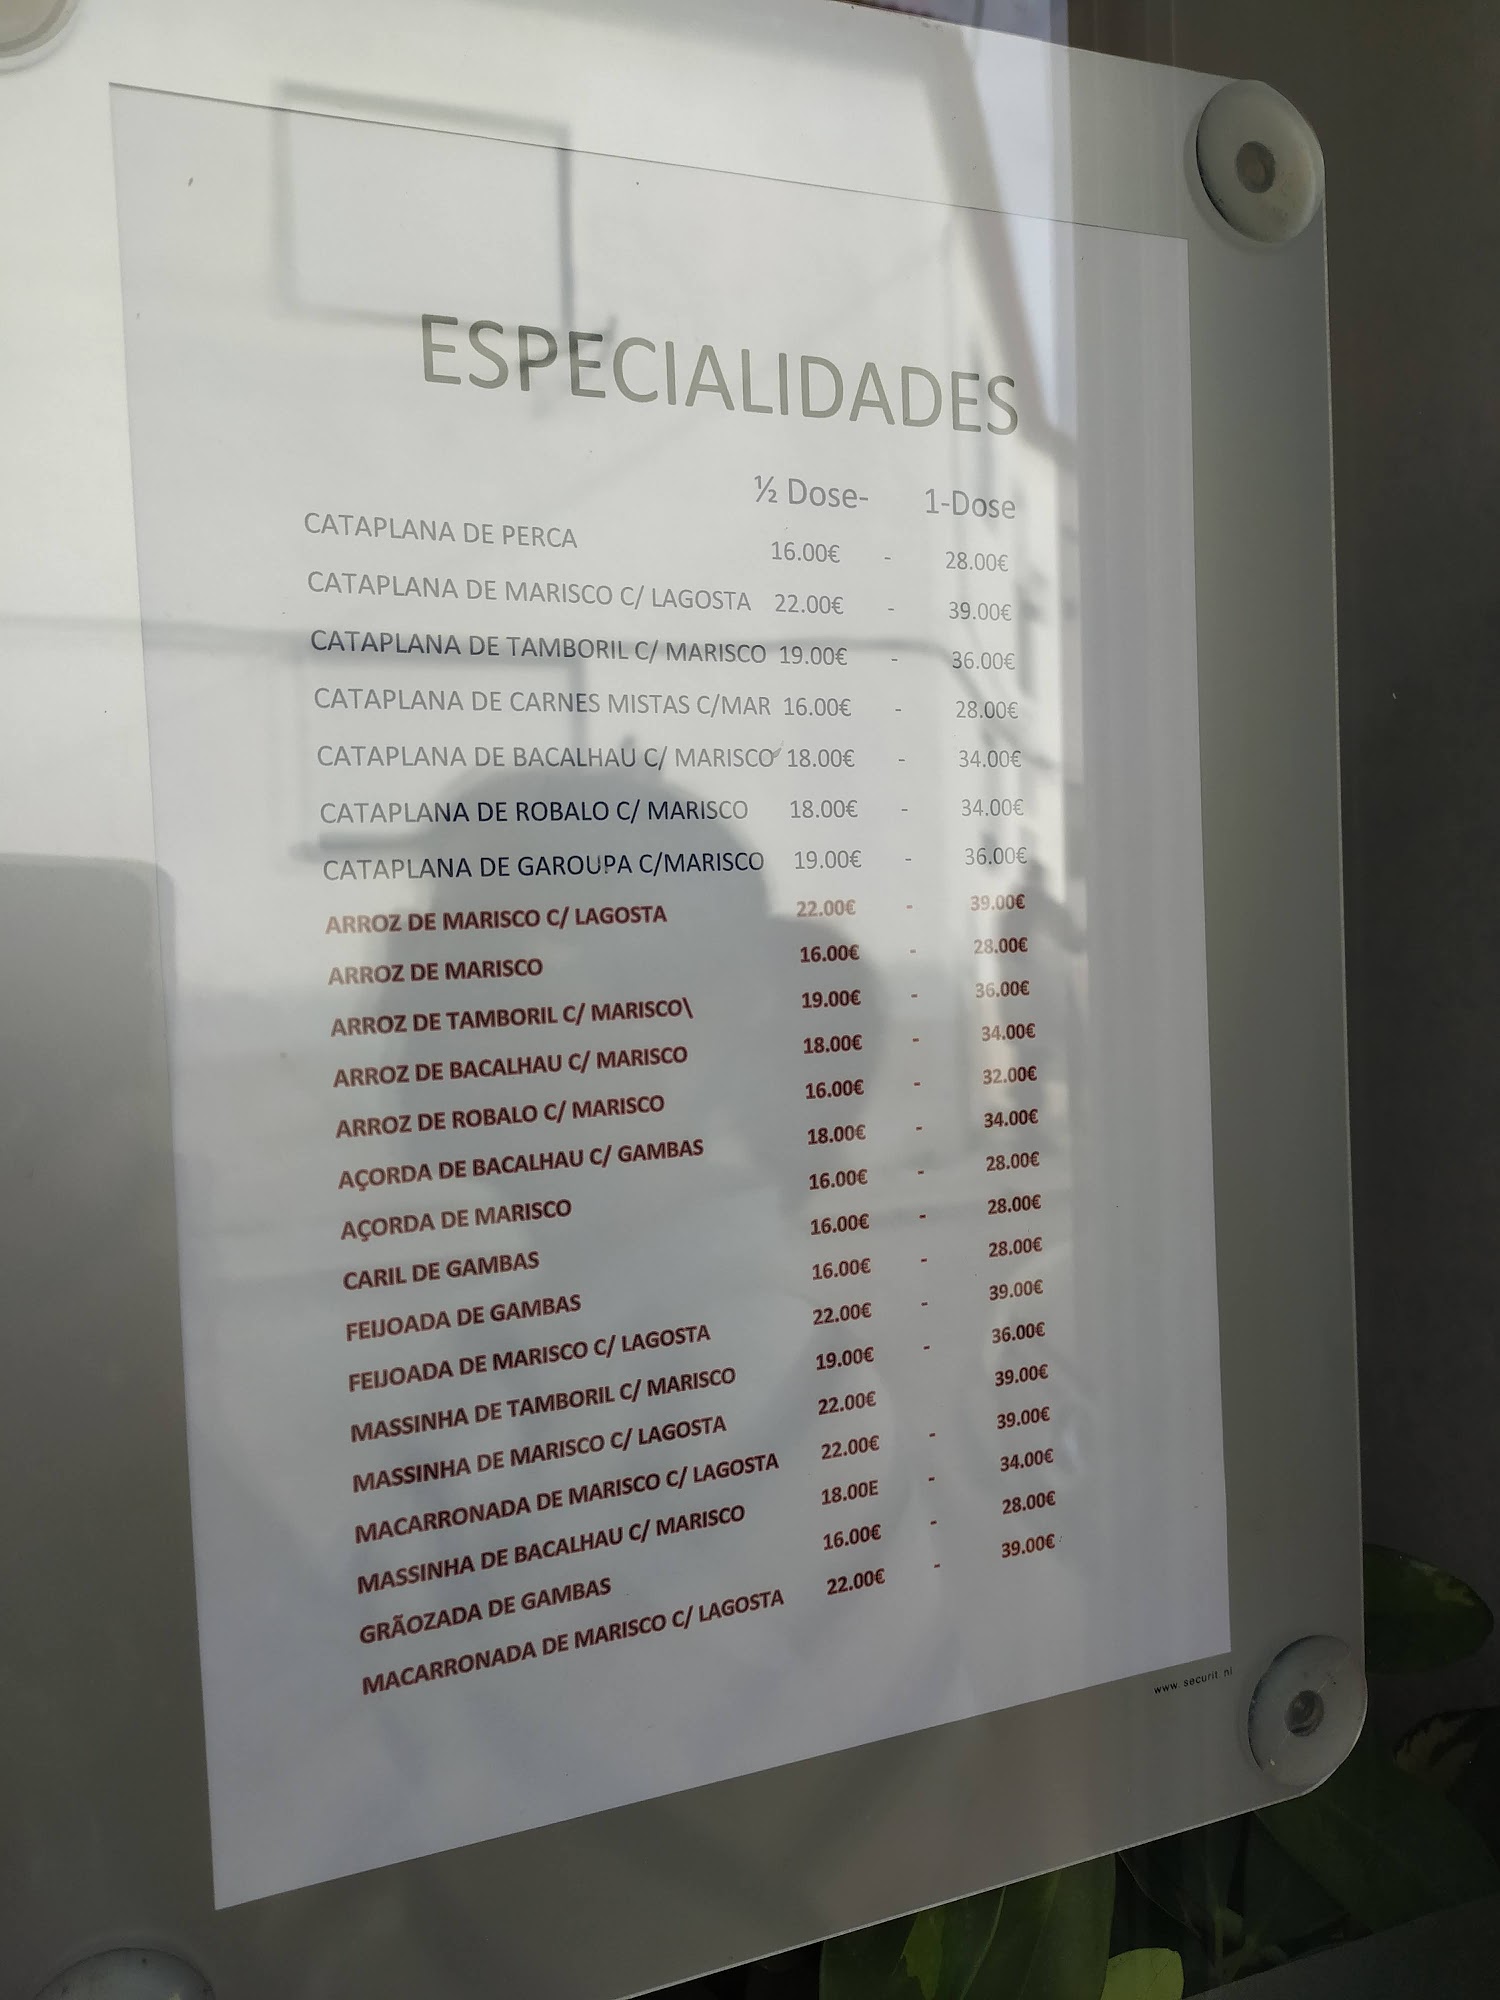 ESPECIALIDADES
½ Dose- 1-Dose
CATAPLANA DE PERCA 16.00€ - 28.00€
CATAPLANA DE MARISCO C/ LAGOSTA 22.00€ - 39.00€
CATAPLANA DE TAMBORIL C/ MARISCO 19.00€ - 36.00€
CATAPLANA DE CARNES MISTAS C/MAR 16.00€ - 28.00€
CATAPLANA DE BACALHAU C/ MARISCO 18.00€ - 34.00€
CATAPLANA DE ROBALO C/ MARISCO 18.00€ - 34.00€
CATAPLANA DE GAROUPA C/MARISCO 19.00€ - 36.00€
ARROZ DE MARISCO C/ LAGOSTA 22.00€ - 39.00€
ARROZ DE MARISCO 16.00€ - 28.00€
ARROZ DE TAMBORIL C/ MARISCO\ 19.00€ - 36.00€
ARROZ DE BACALHAU C/ MARISCO 18.00€ - 34.00€
ARROZ DE ROBALO C/ MARISCO 16.00€ - 32.00€
AÇORDA DE BACALHAU C/ GAMBAS 18.00€ - 34.00€
AÇORDA DE MARISCO 16.00€ - 28.00€
CARIL DE GAMBAS 16.00€ - 28.00€
FEIJOADA DE GAMBAS 16.00€ - 28.00€
FEIJOADA DE MARISCO C/ LAGOSTA 22.00€ - 39.00€
MASSINHA DE TAMBORIL C/ MARISCO 19.00€ - 36.00€
MASSINHA DE MARISCO C/ LAGOSTA 22.00€ 39.00€
MACARRONADA DE MARISCO C/ LAGOSTA 22.00€ - 39.00€
MASSINHA DE BACALHAU C/ MARISCO 18.00E - 34.00€
GRÃOZADA DE GAMBAS 16.00€ - 28.00€
MACARRONADA DE MARISCO C/ LAGOSTA 22.00€ - 39.00€
www.securit.nl